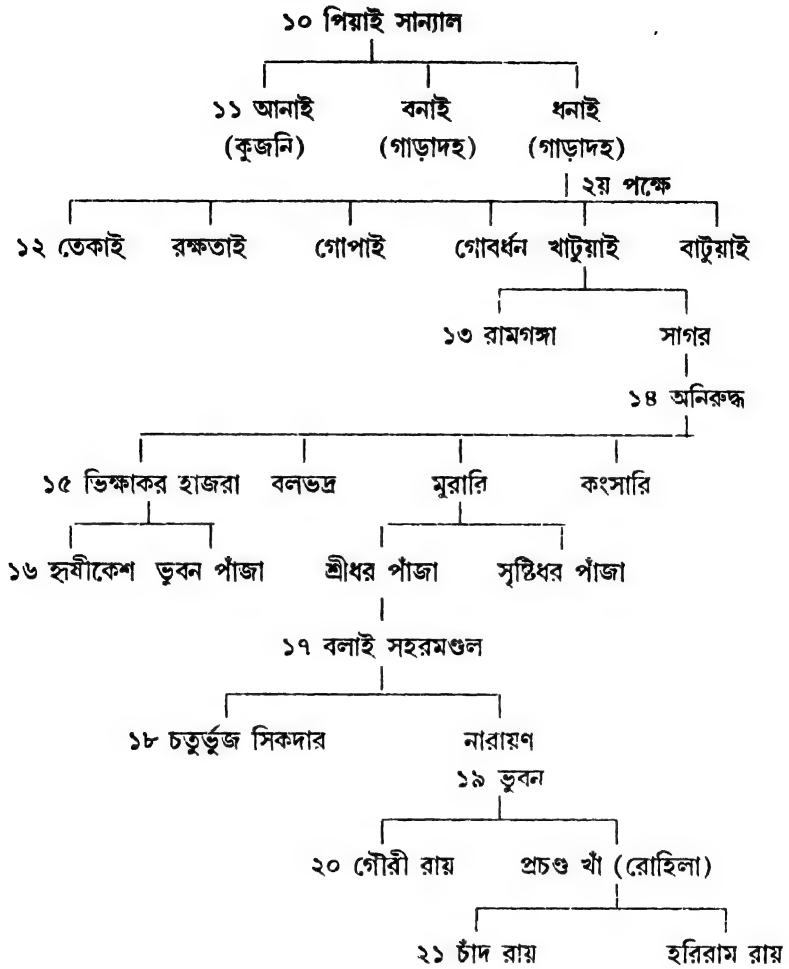 ১০ পিয়াই সান্যাল
১১ আনাই বনাই ধনাই
(কুজনি) (গাড়াদহ) (গাড়াদহ)
২য় পক্ষে
১২ তেকাই রক্ষতাই গোপাই গোবর্ধন খাটুয়াই বাটুয়াই
১৩ রামগঙ্গা সাগর
১৪ অনিরুদ্ধ
১৫ ভিক্ষাকর হাজরা বলভদ্র মুরারি কংসারি
১৬ হৃষীকেশ ভুবন পাঁজা শ্রীধর পাঁজা সৃষ্টিধর পাঁজা
১৭ বলাই সহরমণ্ডল
১৮ চতুর্ভুজ সিকদার নারায়ণ
১৯ ভুবন
২০ গৌরী রায় প্রচণ্ড খাঁ (রোহিলা)
২১ চাঁদ রায় হরিরাম রায়